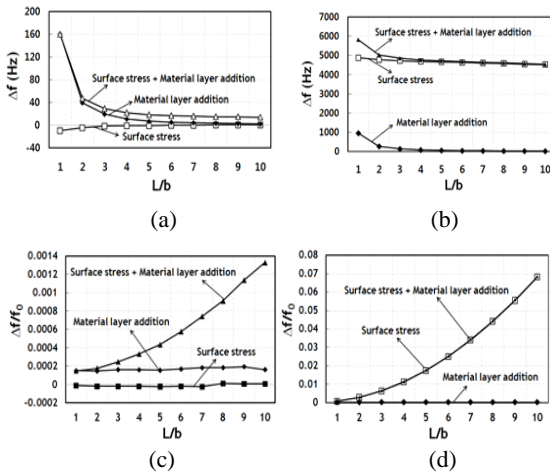 160
120
80
40
0
-40
Δf (Hz)
Surface stress + Material layer addition
Material layer addition
Surface stress
1 2 3 4 5 6 7 8 9 10
L/b
(a)
7000
6000
5000
4000
3000
2000
1000
0
Δf (Hz)
Surface stress + Material layer addition
Surface stress
Material layer addition
1 2 3 4 5 6 7 8 9 10
L/b
(b)
0.0014
0.0012
0.001
0.0008
0.0006
0.0004
0.0002
0
-0.0002
Δf/f0
Surface stress + Material layer addition
Material layer addition
Surface stress
1 2 3 4 5 6 7 8 9 10
L/b
(c)
0.08
0.07
0.06
0.05
0.04
0.03
0.02
0.01
0
Δf/f0
Surface stress + Material layer addition
Surface stress
Material layer addition
1 2 3 4 5 6 7 8 9 10
L/b
(d)